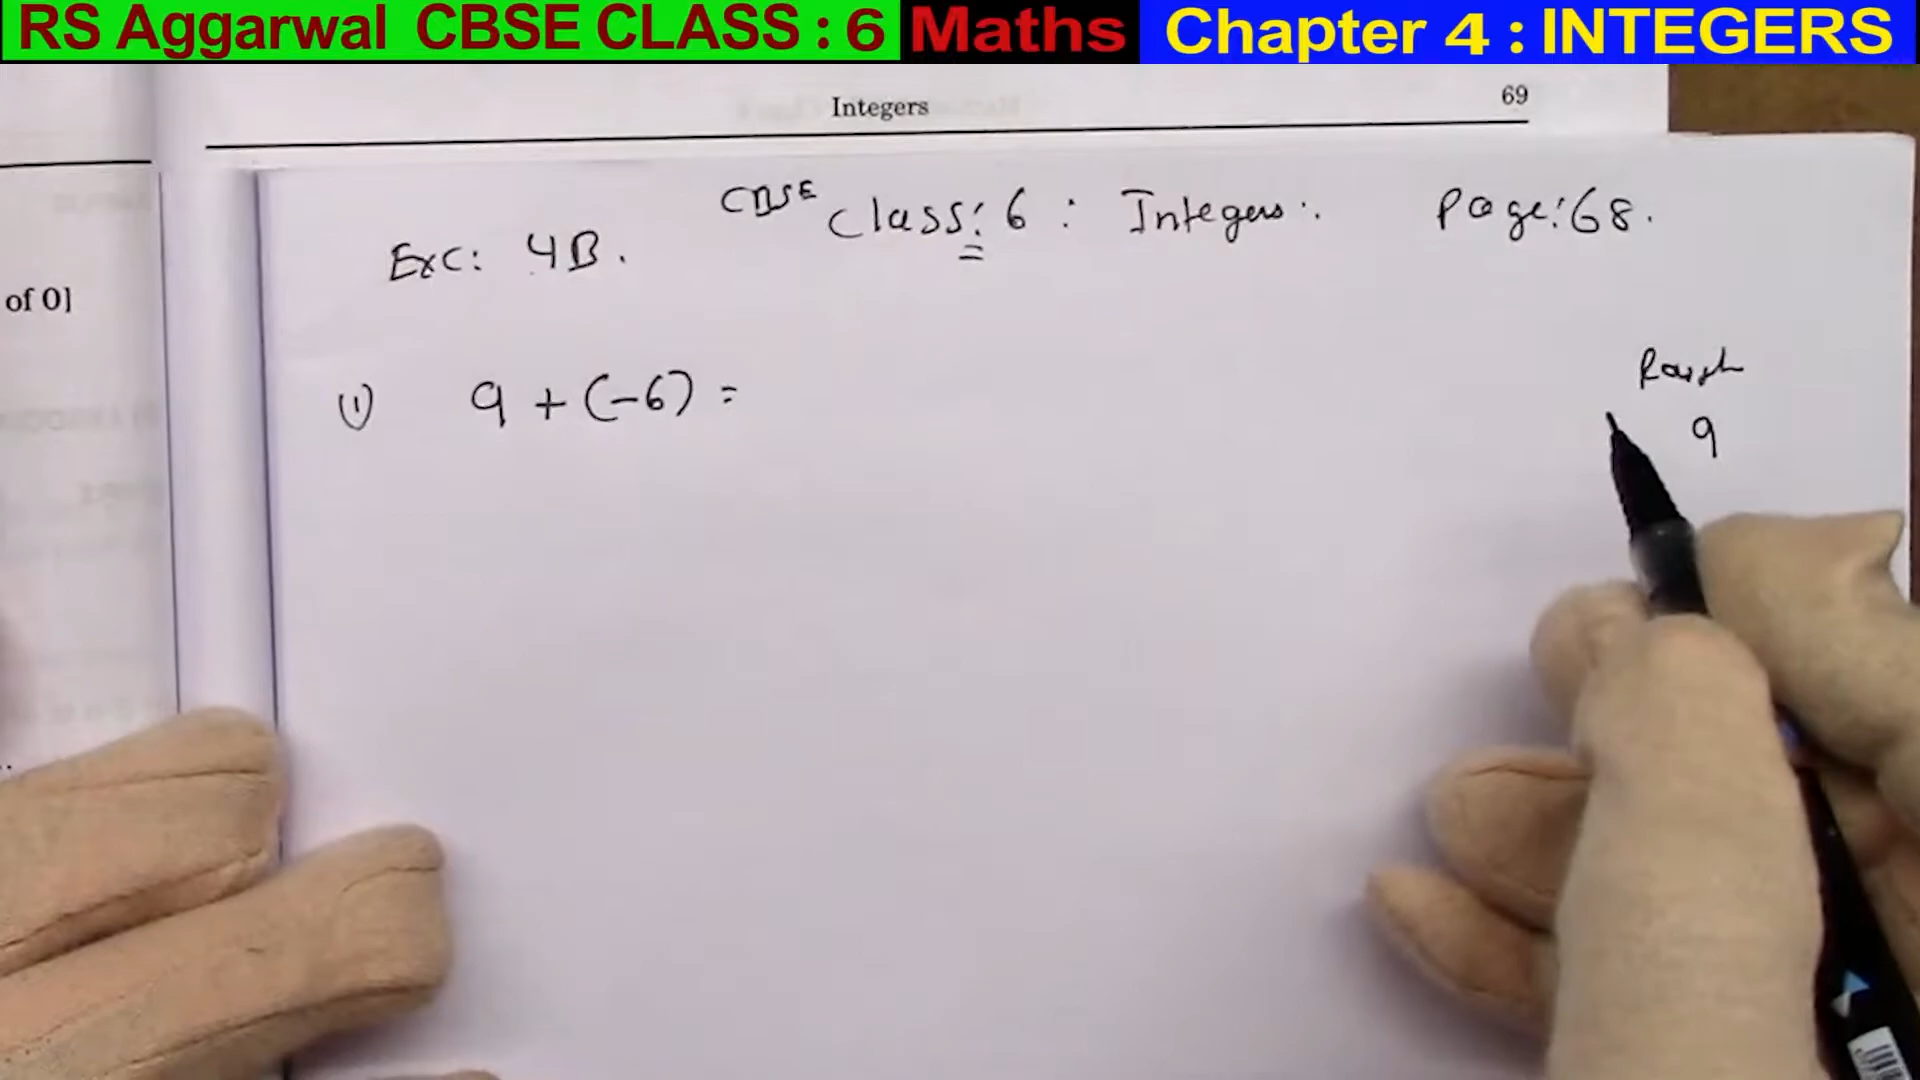 RS Aggarwal CBSE CLASS : 6 Maths Chapter 4 : INTEGERS
Integers 69
CBSE Class: 6 : Integers : Page: 68.
Exc: 4B.
of 0]
Rough
(1) 9 + (-6) =
9